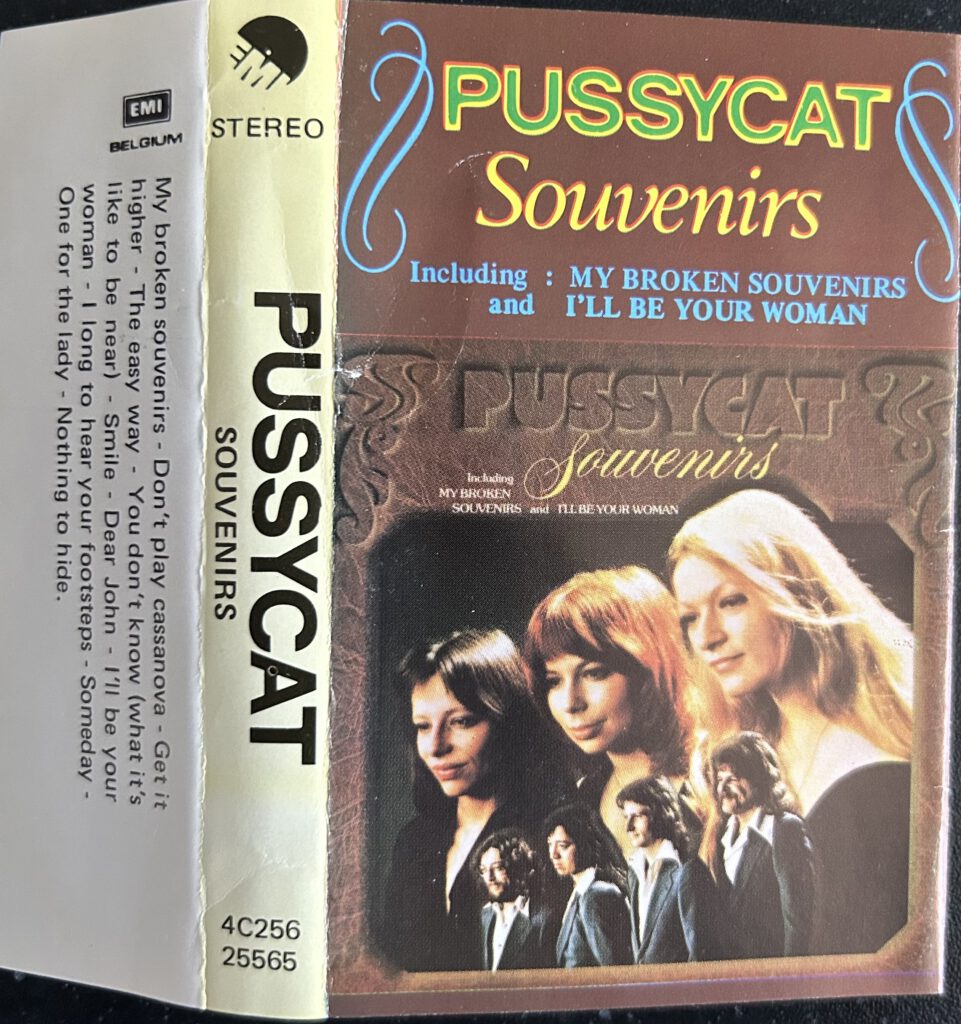 EMI
BELGIUM
My broken souvenirs - Don't play cassanova - Get it
higher - The easy way - You don't know (what it's
like to be near) - Smile - Dear John - I'll be your
woman - I long to hear your footsteps - Someday -
One for the lady - Nothing to hide.
EMI
STEREO
PUSSYCAT
SOUVENIRS
4C256
25565
PUSSYCAT
Souvenirs
Including : MY BROKEN SOUVENIRS
and I'LL BE YOUR WOMAN
PUSSYCAT
Souvenirs
Including
MY BROKEN
SOUVENIRS and I'LL BE YOUR WOMAN